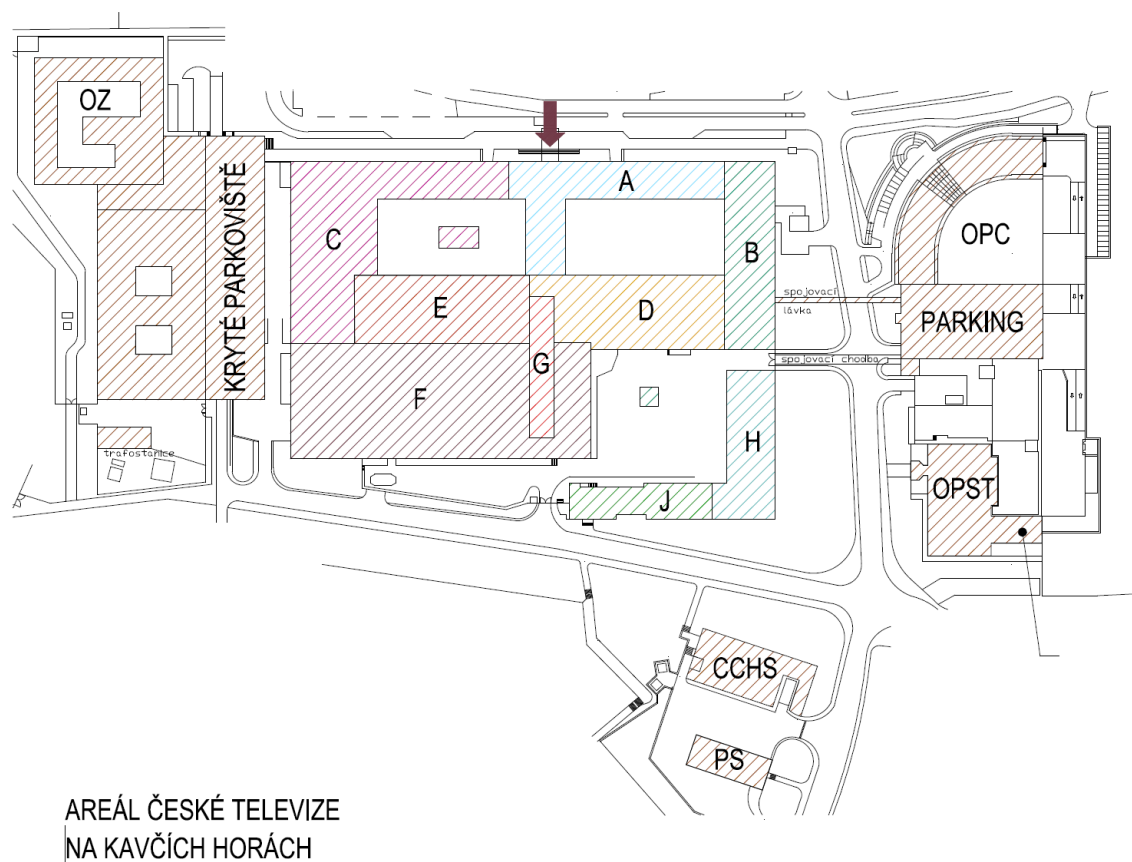 OZ
KRYTÉ PARKOVIŠTĚ
A
C
B
OPC
spojovací
lávka
E
D
PARKING
G
spojovací chodba
F
H
trafostanice
OPST
J
CCHS
PS
AREÁL ČESKÉ TELEVIZE
NA KAVČÍCH HORÁCH